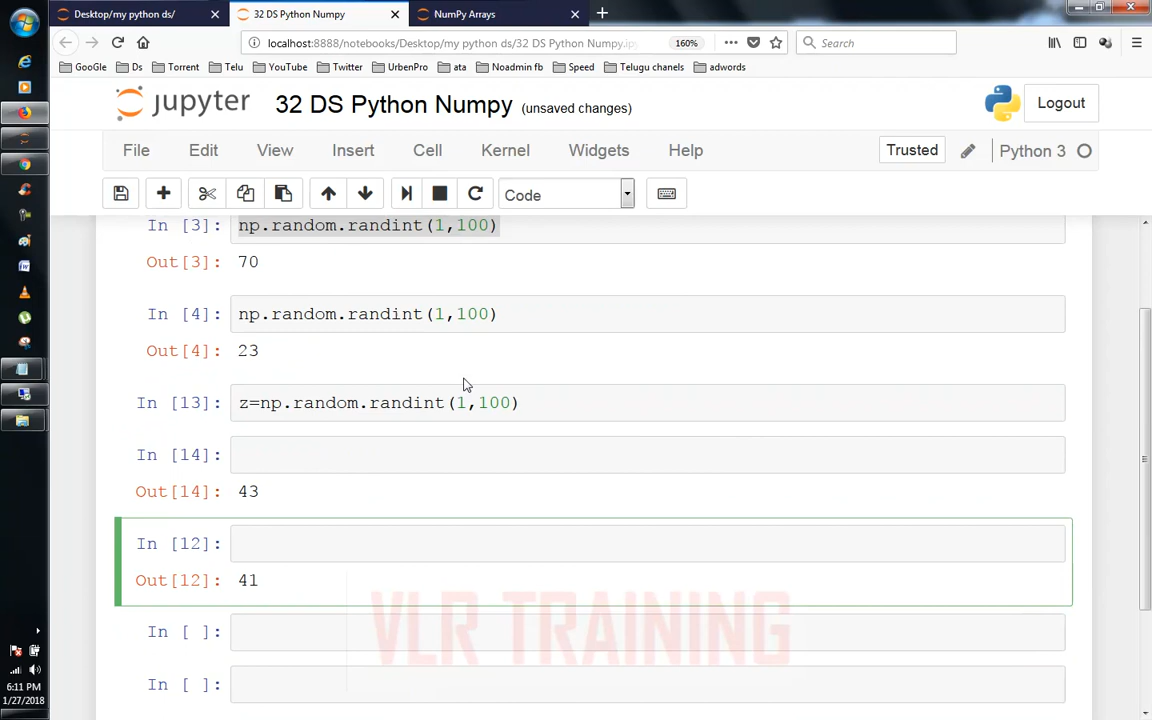 Desktop/my python ds/
32 DS Python Numpy
NumPy Arrays
localhost:8888/notebooks/Desktop/my python ds/32 DS Python Numpy.ip
160%
Search
GooGle
Ds
Torrent
Telu
YouTube
Twitter
UrbenPro
ata
Noadmin fb
Speed
Telugu chanels
adwords
jupyter
32 DS Python Numpy (unsaved changes)
Logout
File
Edit
View
Insert
Cell
Kernel
Widgets
Help
Trusted
Python 3
Code
In [3]: np.random.randint(1,100)
Out[3]: 70
In [4]: np.random.randint(1,100)
Out[4]: 23
In [13]: z=np.random.randint(1,100)
In [14]:
Out[14]: 43
In [12]:
Out[12]: 41
In [ ]:
In [ ]:
VLR TRAINING
6:11 PM
1/27/2018